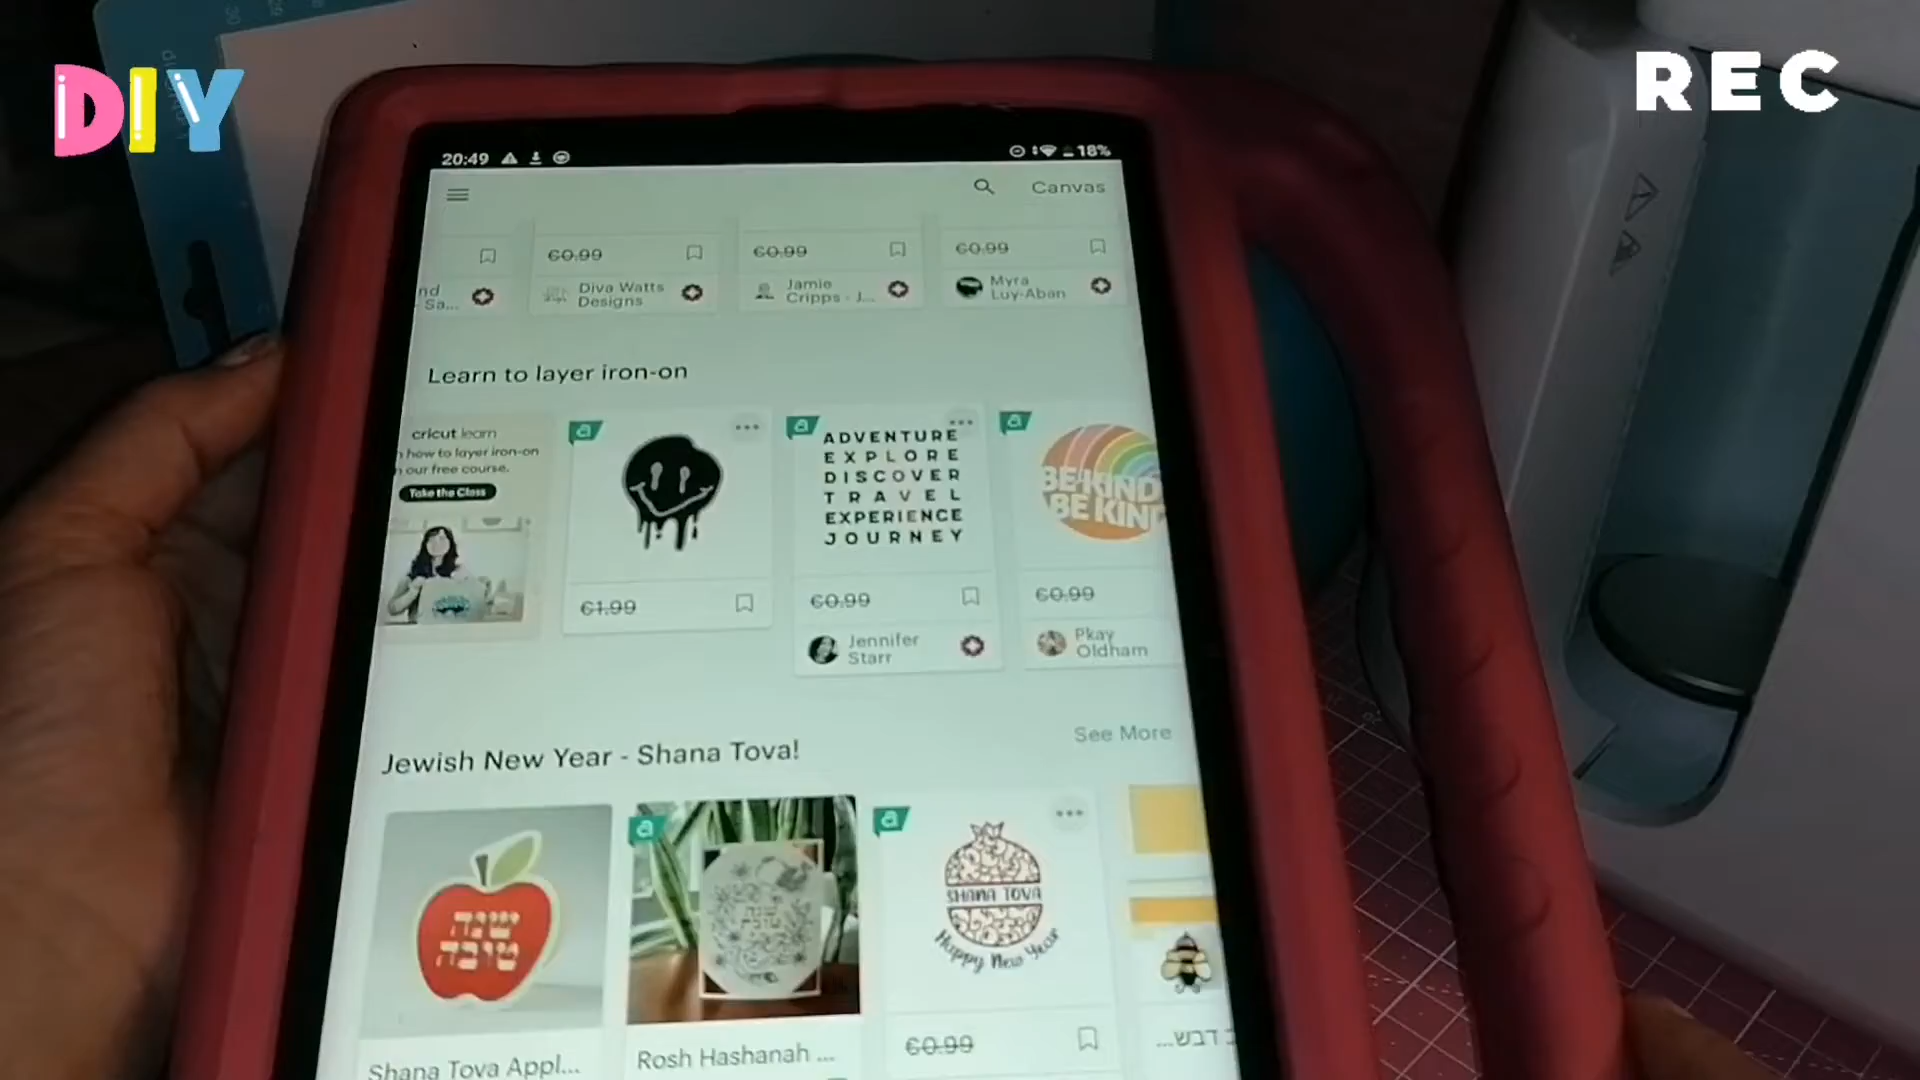 DIY
REC
20:49
18%
Canvas
€0.99
€0.99
€0.99
nd
Sa...
Diva Watts
Designs
Jamie
Cripps - J...
Myra
Luy-Aban
Learn to layer iron-on
cricut learn
how to layer iron-on
our free course.
Take the Class
ADVENTURE
EXPLORE
DISCOVER
TRAVEL
EXPERIENCE
JOURNEY
BE KIND
BE KIN
€1.99
€0.99
€0.99
Jennifer
Starr
Pkay
Oldham
Jewish New Year - Shana Tova!
See More
שנה
טובה
SHANA TOVA
Happy New Year
Shana Tova Appl...
Rosh Hashanah ...
€0.99